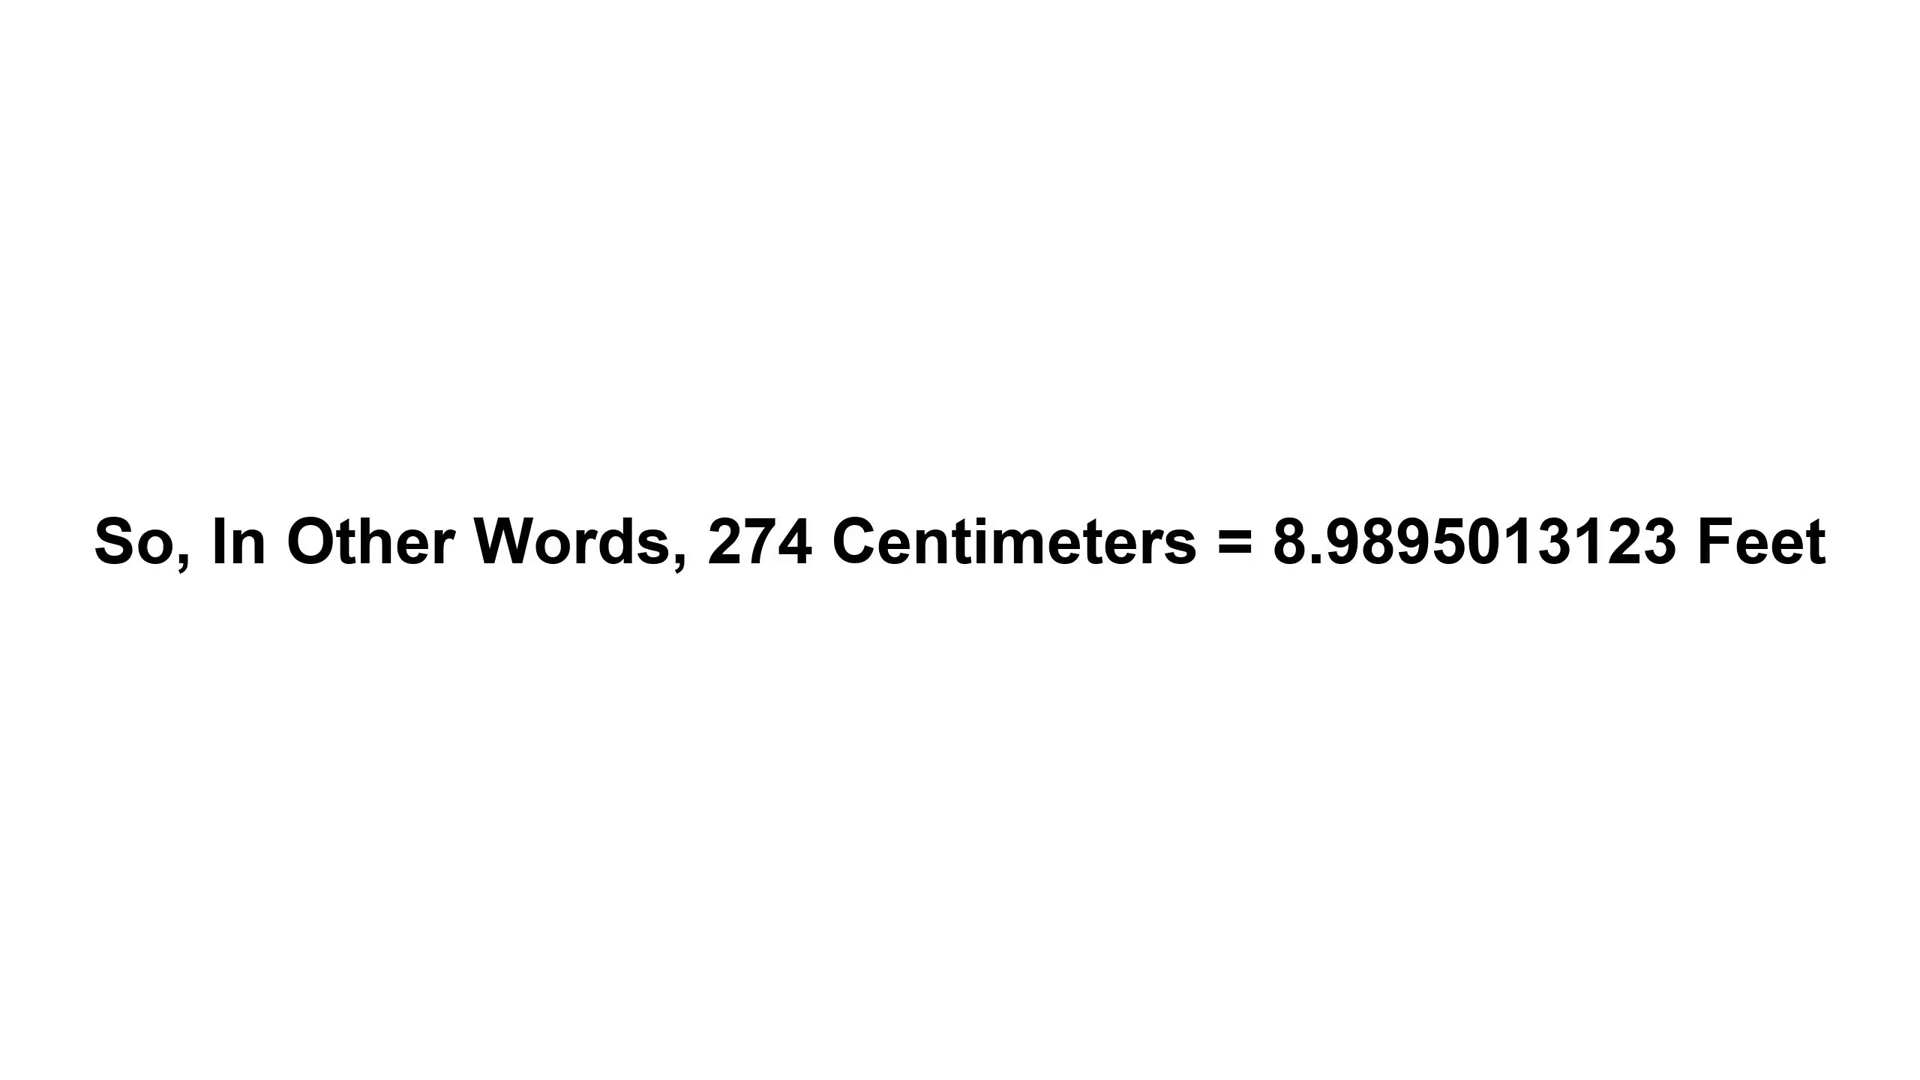 So, In Other Words, 274 Centimeters = 8.9895013123 Feet